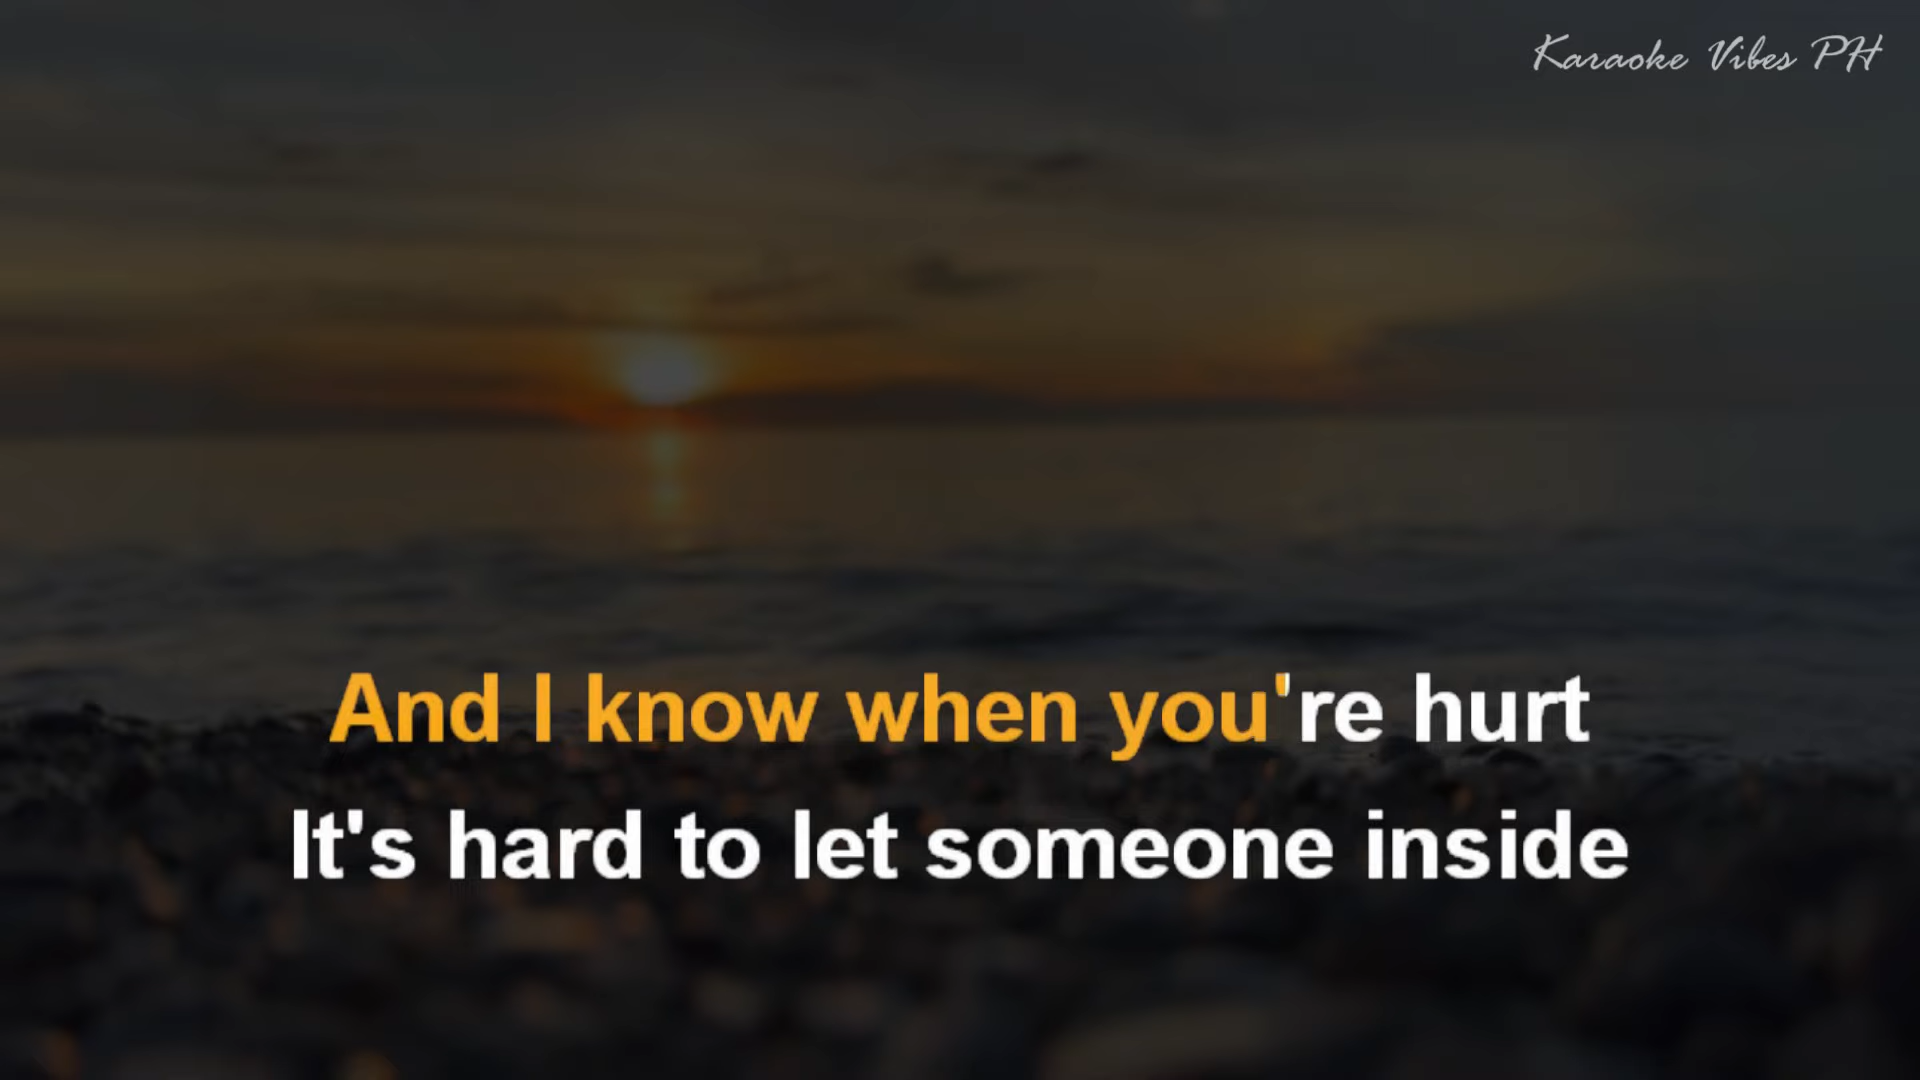 Karaoke Vibes PH
And I know when you're hurt
It's hard to let someone inside